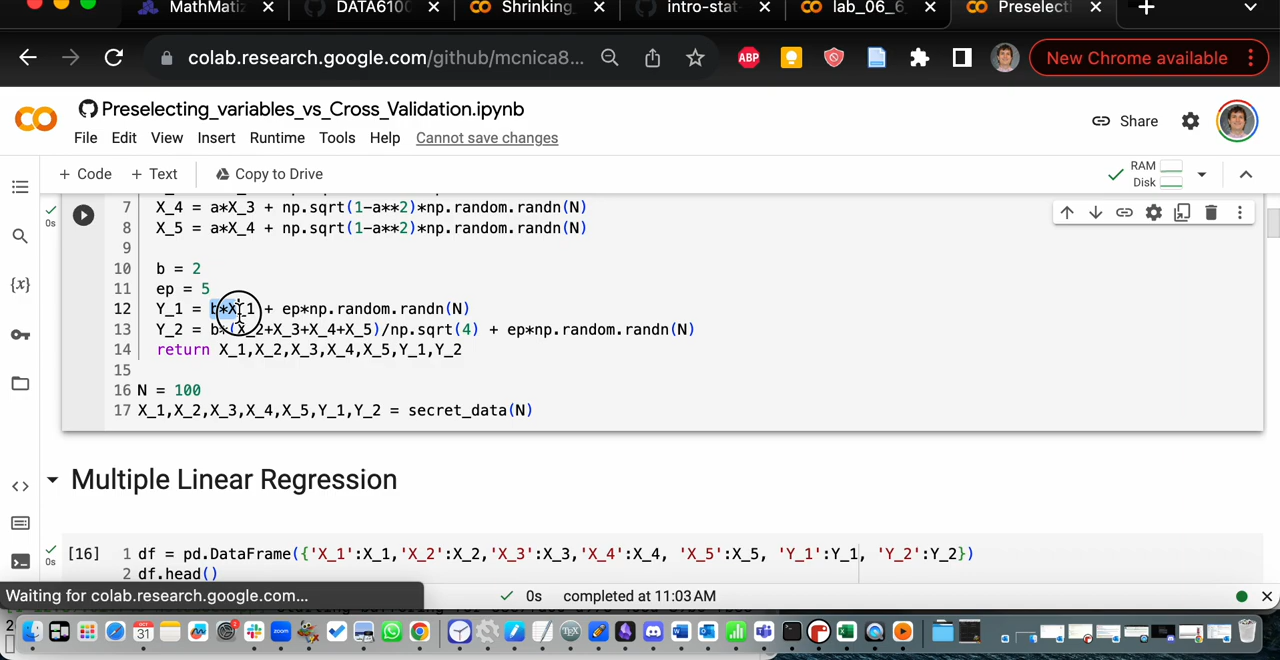 MathMatiz
DATA6100
Shrinking
intro-stat
lab_06_6
Preselecti
colab.research.google.com/github/mcnica8...
ABP
New Chrome available
Preselecting_variables_vs_Cross_Validation.ipynb
File Edit View Insert Runtime Tools Help Cannot save changes
Share
+ Code + Text Copy to Drive
RAM
Disk
7 X_4 = a*X_3 + np.sqrt(1-a**2)*np.random.randn(N)
0s
8 X_5 = a*X_4 + np.sqrt(1-a**2)*np.random.randn(N)
9
10 b = 2
11 ep = 5
12 Y_1 = b*X_1 + ep*np.random.randn(N)
13 Y_2 = b*(X_2+X_3+X_4+X_5)/np.sqrt(4) + ep*np.random.randn(N)
14 return X_1,X_2,X_3,X_4,X_5,Y_1,Y_2
15
16 N = 100
17 X_1,X_2,X_3,X_4,X_5,Y_1,Y_2 = secret_data(N)
Multiple Linear Regression
[16] 1 df = pd.DataFrame({'X_1':X_1,'X_2':X_2,'X_3':X_3,'X_4':X_4, 'X_5':X_5, 'Y_1':Y_1, 'Y_2':Y_2})
0s
2 df.head()
Waiting for colab.research.google.com...
0s completed at 11:03 AM